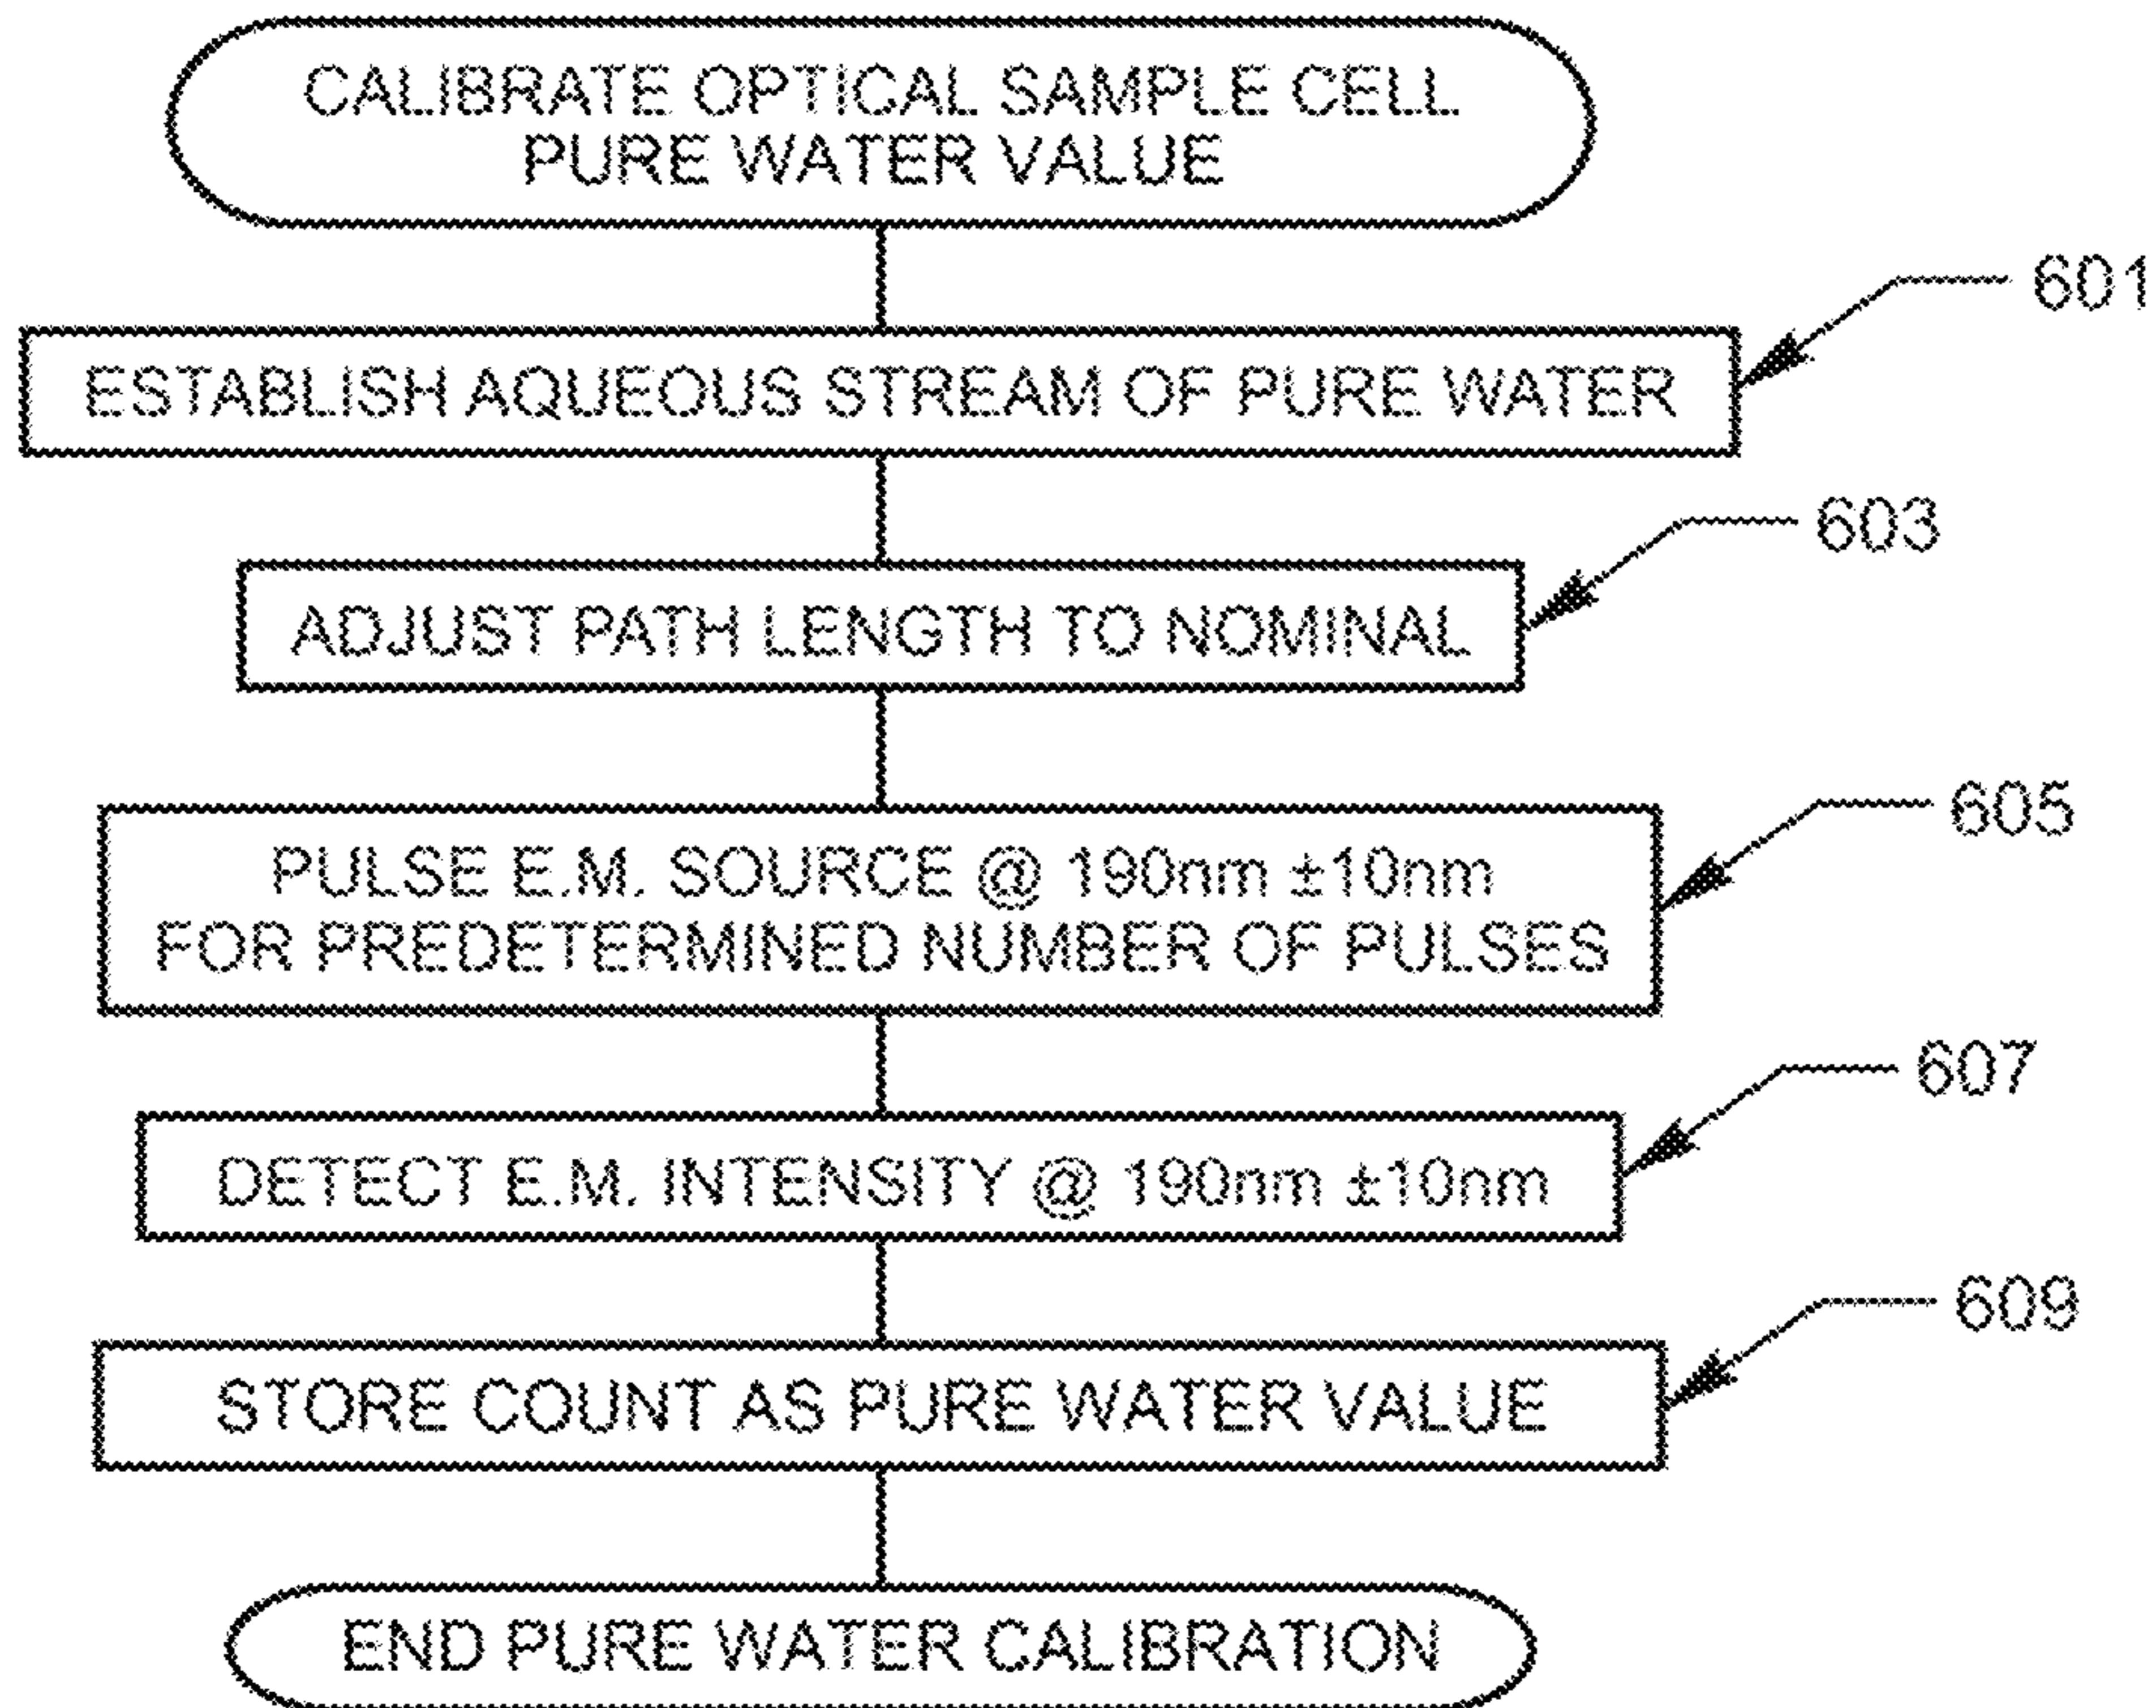 CALIBRATE OPTICAL SAMPLE CELL
PURE WATER VALUE
601
ESTABLISH AQUEOUS STREAM OF PURE WATER
603
ADJUST PATH LENGTH TO NOMINAL
605
PULSE E.M. SOURCE @ 190nm ±10nm
FOR PREDETERMINED NUMBER OF PULSES
607
DETECT E.M. INTENSITY @ 190nm ±10nm
609
STORE COUNT AS PURE WATER VALUE
END PURE WATER CALIBRATION